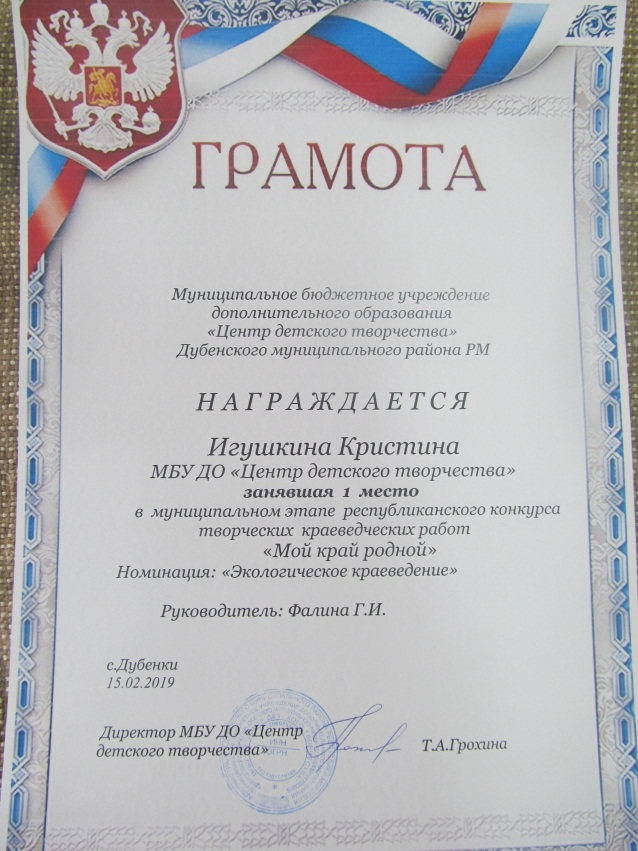 ГРАМОТА
Муниципальное бюджетное учреждение
дополнительного образования
«Центр детского творчества»
Дубенского муниципального района РМ
НАГРАЖДАЕТСЯ
Игушкина Кристина
МБУ ДО «Центр детского творчества»
занявшая 1 место
в муниципальном этапе республиканского конкурса
творческих краеведческих работ
«Мой край родной»
Номинация: «Экологическое краеведение»
Руководитель: Фалина Г.И.
с.Дубенки
15.02.2019
Директор МБУ ДО «Центр
детского творчества»
Т.А.Грохина